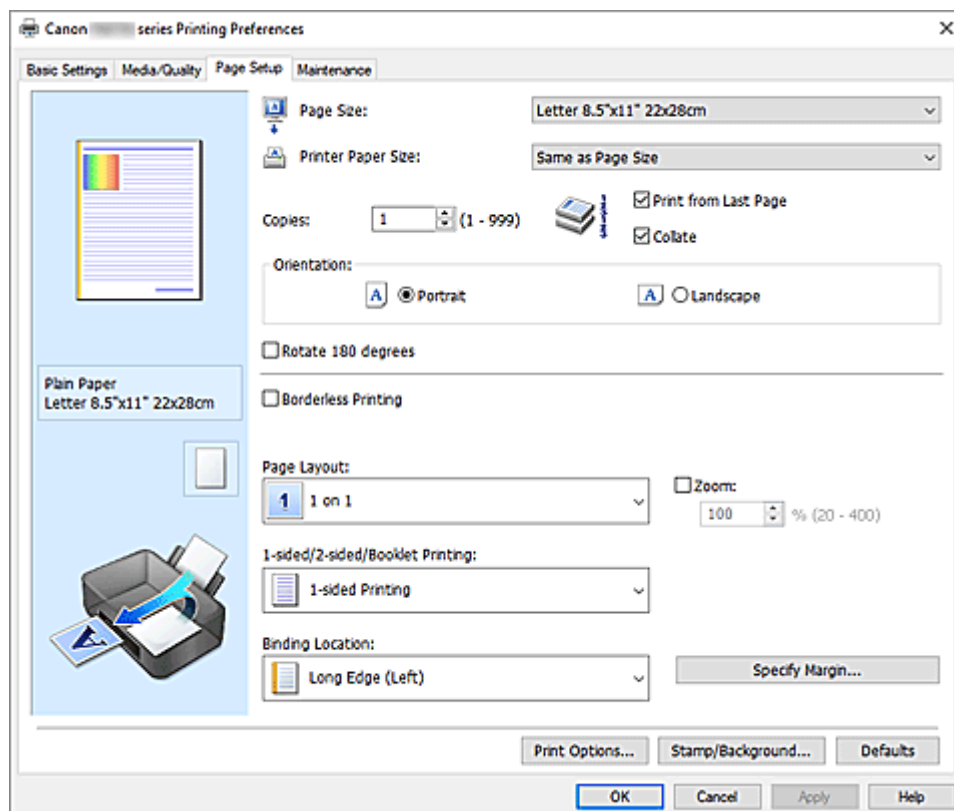 Canon series Printing Preferences
Basic Settings Media/Quality Page Setup Maintenance
Page Size: Letter 8.5"x11" 22x28cm
Printer Paper Size: Same as Page Size
Copies: 1 (1 - 999)
Print from Last Page
Collate
Orientation:
A Portrait A Landscape
Rotate 180 degrees
Plain Paper
Letter 8.5"x11" 22x28cm
Borderless Printing
Page Layout:
1 1 on 1
Zoom:
100 % (20 - 400)
1-sided/2-sided/Booklet Printing:
1-sided Printing
Binding Location:
Long Edge (Left)
Specify Margin...
Print Options... Stamp/Background... Defaults
OK Cancel Apply Help